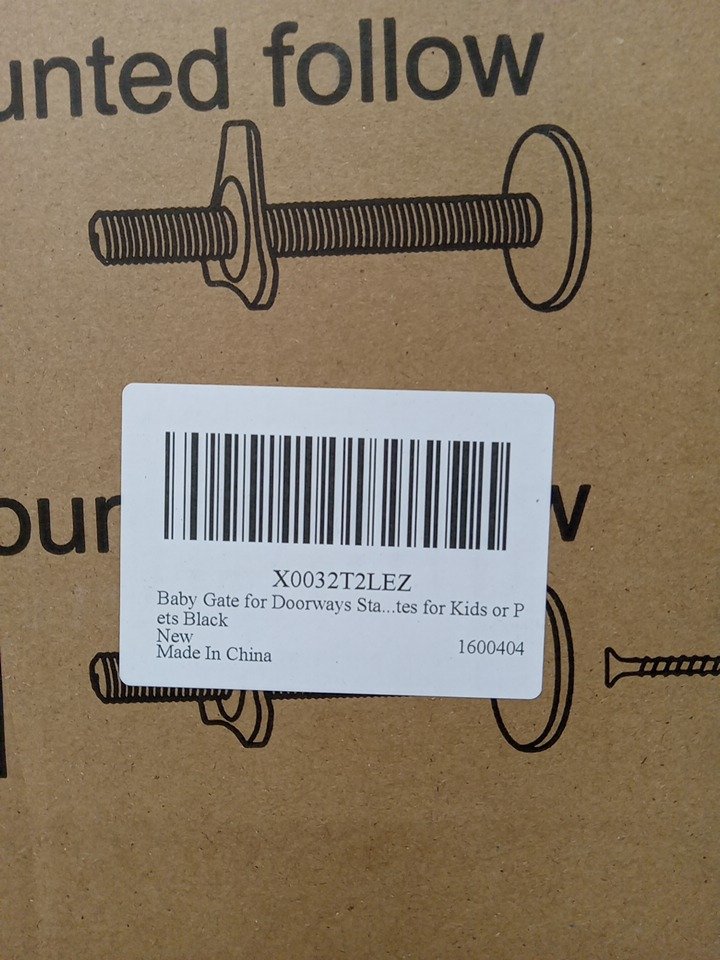 unted follow
X0032T2LEZ
Baby Gate for Doorways Sta...tes for Kids or P
ets Black
New
Made In China
1600404